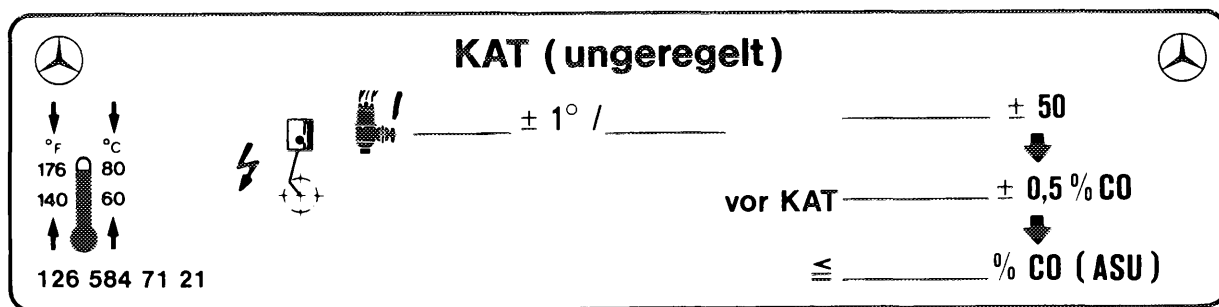 KAT (ungeregelt)
°F °C
176 80
140 60
126 584 71 21
± 1° /
± 50
vor KAT ± 0,5 % CO
≦ % CO (ASU)